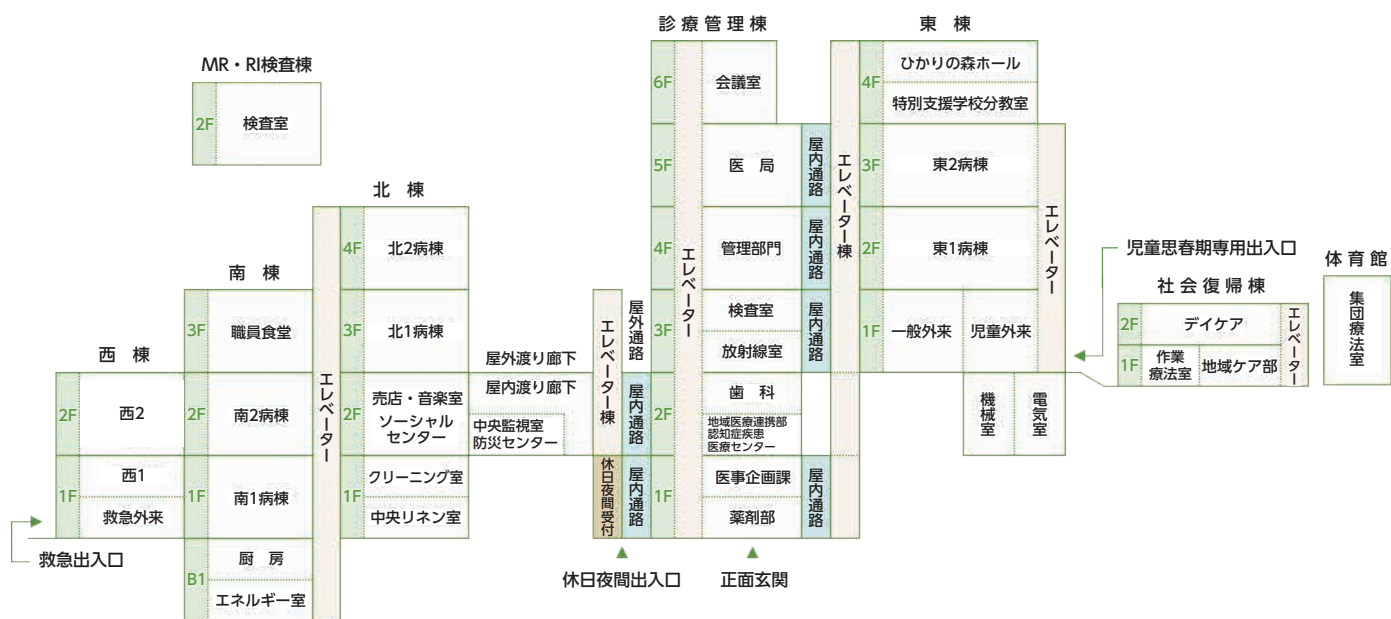 診療管理棟
東棟
MR・RI検査棟
2F
検査室
6F
会議室
5F
医局
4F
管理部門
3F
検査室
放射線室
2F
歯科
地域医療連携部
認知症疾患
医療センター
1F
医事企画課
薬剤部
エレベーター
屋内通路
屋内通路
屋内通路
屋内通路
エレベーター棟
4F
ひかりの森ホール
特別支援学校分教室
3F
東2病棟
2F
東1病棟
1F
一般外来
児童外来
エレベーター
機械室
電気室
児童思春期専用出入口
社会復帰棟
2F
デイケア
1F
作業
療法室
地域ケア部
エレベーター
体育館
集団療法室
北棟
4F
北2病棟
3F
北1病棟
2F
売店・音楽室
ソーシャル
センター
1F
クリーニング室
中央リネン室
エレベーター
屋外渡り廊下
屋内渡り廊下
中央監視室
防災センター
エレベーター棟
休日夜間受付
屋外通路
屋内通路
屋内通路
南棟
3F
職員食堂
2F
南2病棟
1F
南1病棟
B1
厨房
エネルギー室
西棟
2F
西2
1F
西1
救急外来
救急出入口
休日夜間出入口
正面玄関